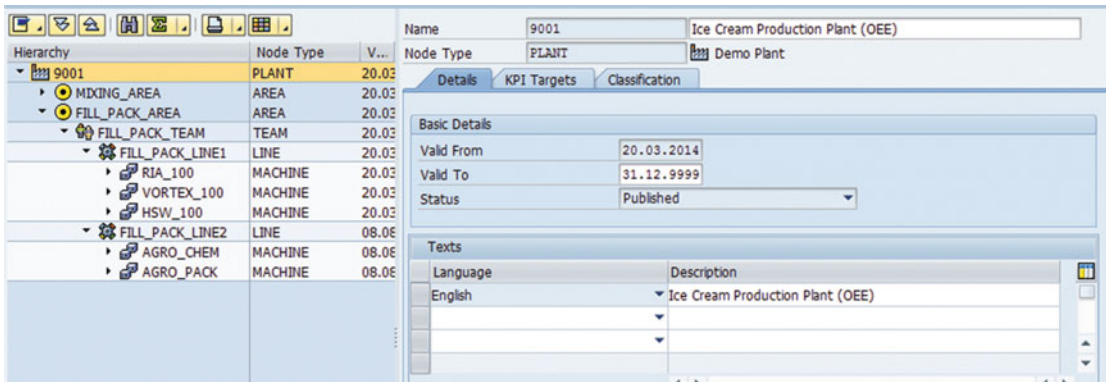 Hierarchy Node Type V...
9001 PLANT 20.03
MIXING_AREA AREA 20.03
FILL_PACK_AREA AREA 20.03
FILL_PACK_TEAM TEAM 20.03
FILL_PACK_LINE1 LINE 20.03
RIA_100 MACHINE 20.03
VORTEX_100 MACHINE 20.03
HSW_100 MACHINE 20.03
FILL_PACK_LINE2 LINE 08.08
AGRO_CHEM MACHINE 08.08
AGRO_PACK MACHINE 08.08
Name 9001 Ice Cream Production Plant (OEE)
Node Type PLANT Demo Plant
Details KPI Targets Classification
Basic Details
Valid From 20.03.2014
Valid To 31.12.9999
Status Published
Texts
Language Description
English Ice Cream Production Plant (OEE)